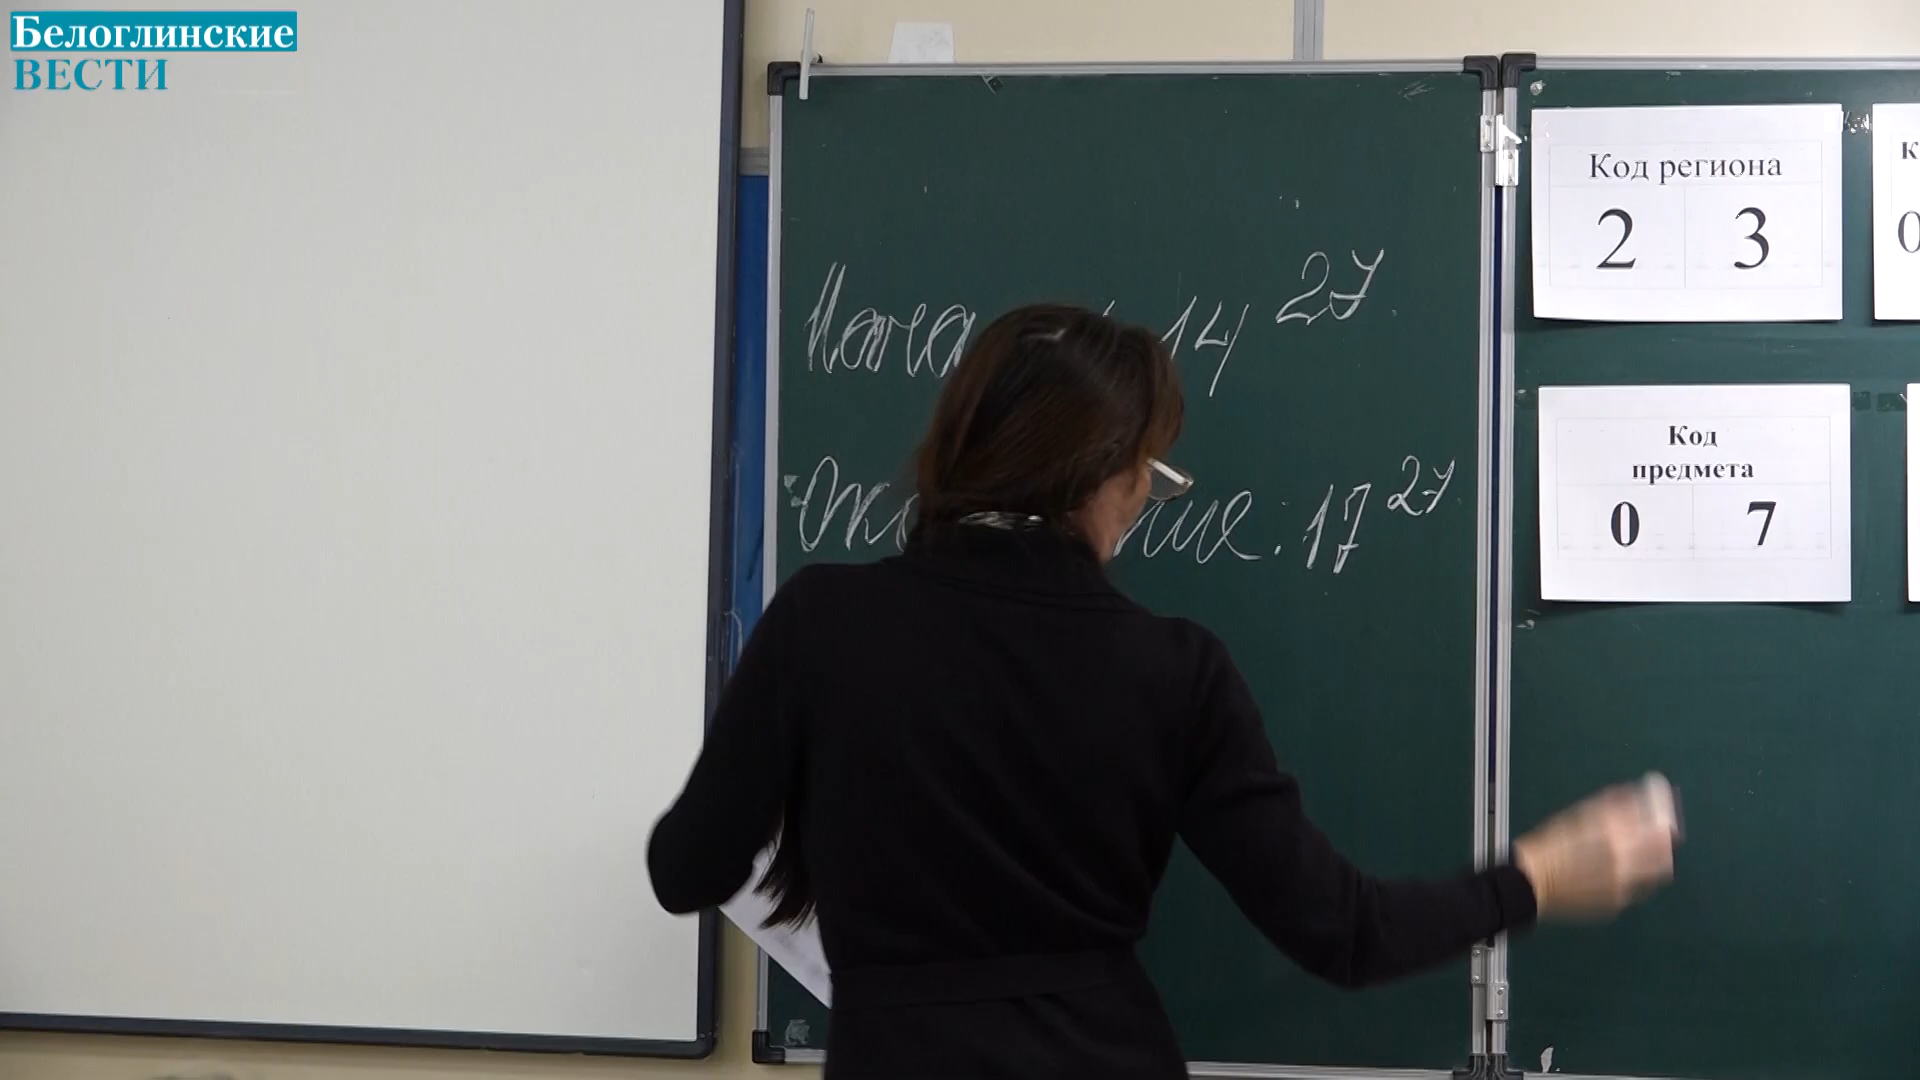 Белоглинские
ВЕСТИ
14 27
17 27
Код региона
2 3
Код
предмета
0 7